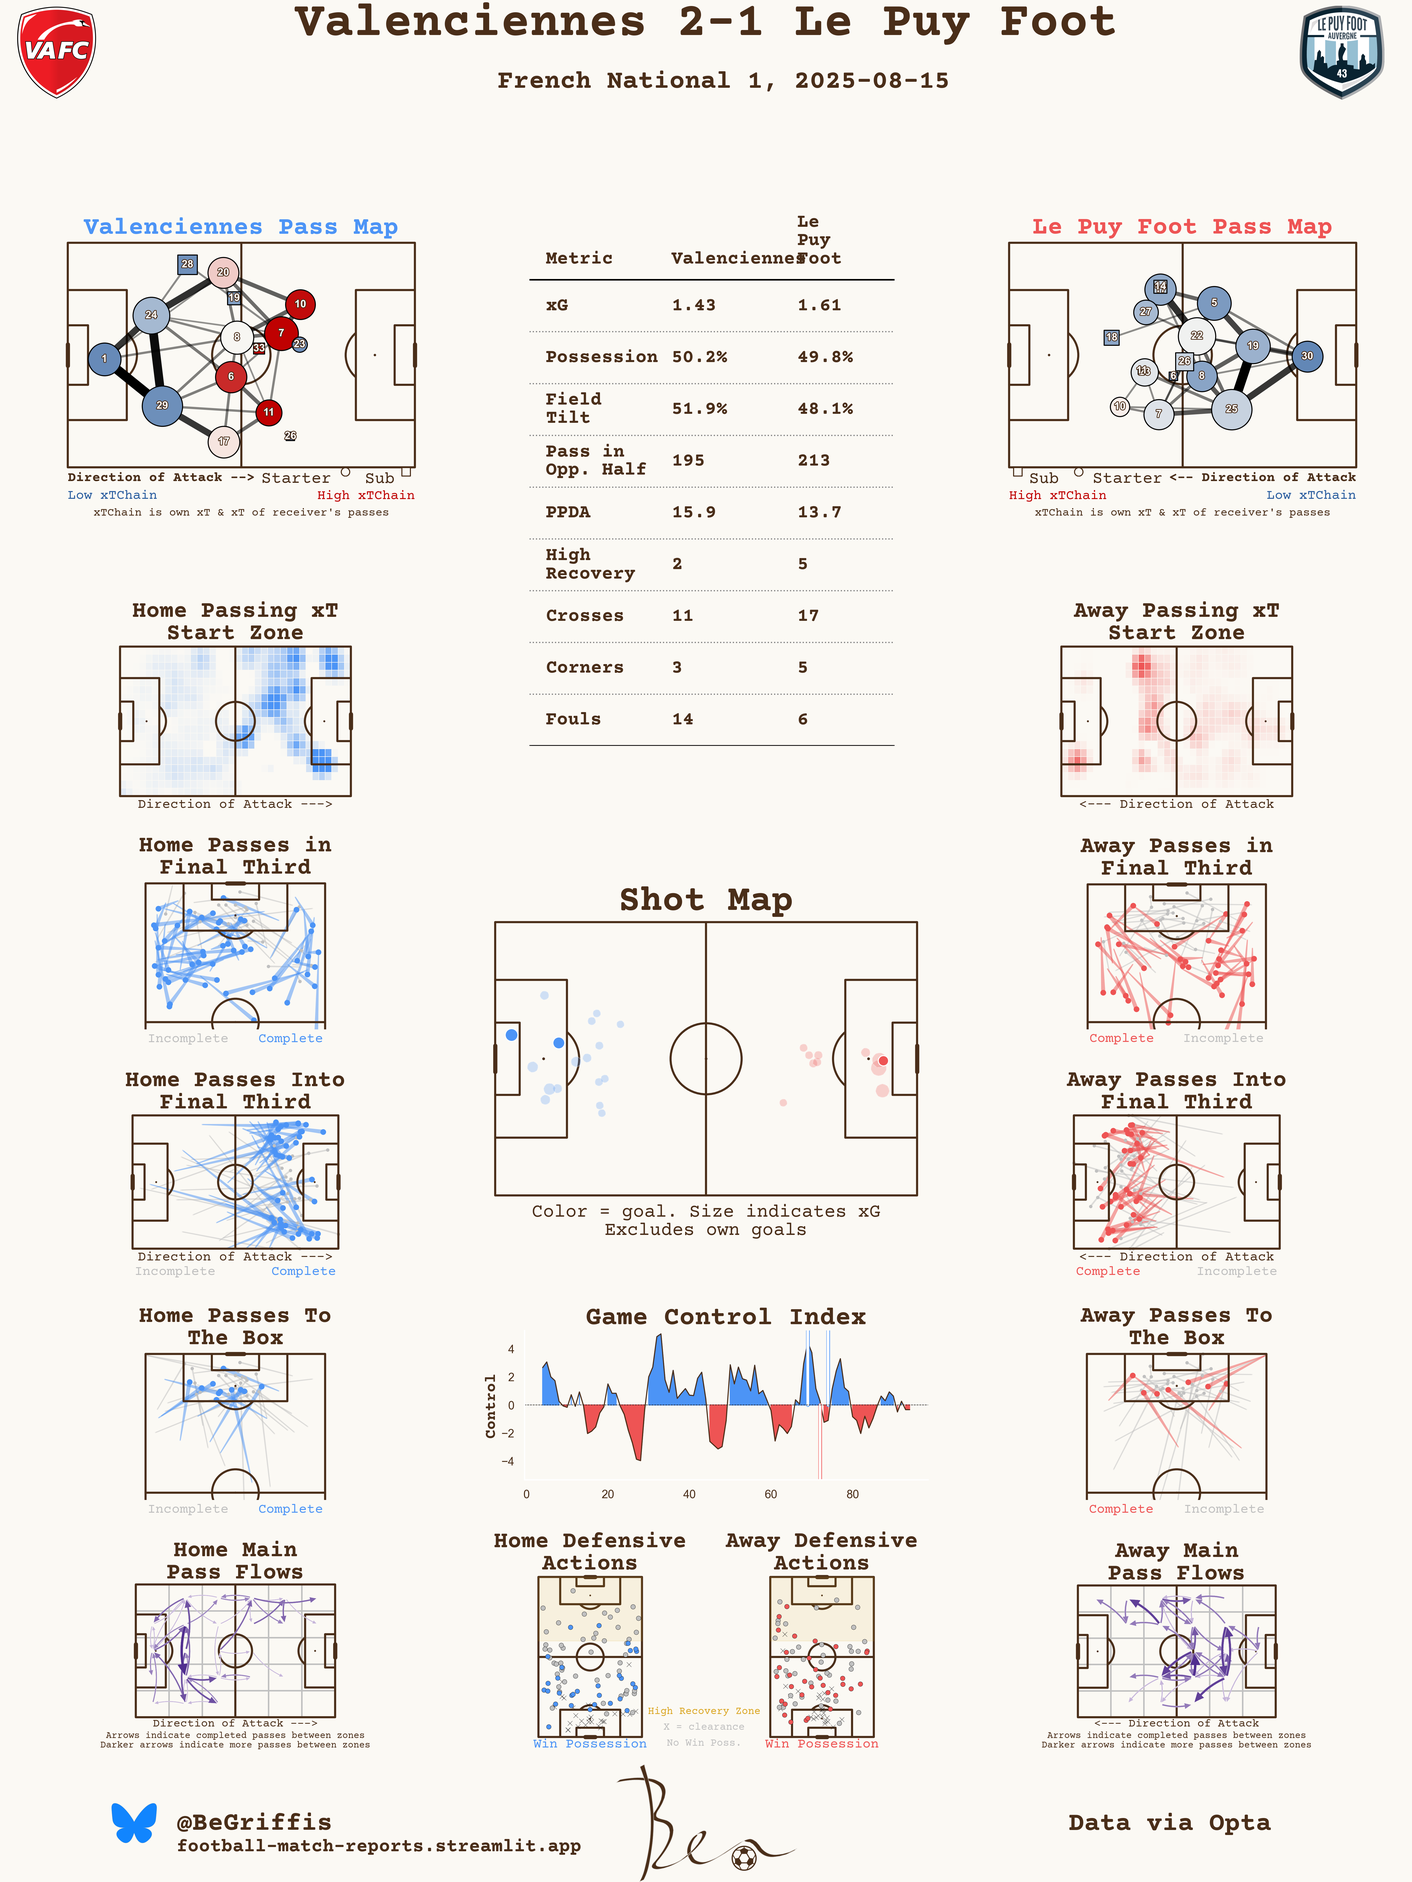 Valenciennes 2-1 Le Puy Foot
French National 1, 2025-08-15
VAFC
LE PUY FOOT
AUVERGNE
43
Valenciennes Pass Map
28
20
19
10
24
8
7
33
23
1
6
29
11
26
17
Direction of Attack --> Starter Sub
Low xTChain High xTChain
xTChain is own xT & xT of receiver's passes
Metric Valenciennes Le Puy Foot
xG 1.43 1.61
Possession 50.2% 49.8%
Field Tilt 51.9% 48.1%
Pass in Opp. Half 195 213
PPDA 15.9 13.7
High Recovery 2 5
Crosses 11 17
Corners 3 5
Fouls 14 6
Le Puy Foot Pass Map
14
27
5
18
22
19
30
26
6
8
10
7
25
Sub Starter <-- Direction of Attack
High xTChain Low xTChain
xTChain is own xT & xT of receiver's passes
Home Passing xT
Start Zone
Direction of Attack --->
Away Passing xT
Start Zone
<--- Direction of Attack
Home Passes in
Final Third
Incomplete Complete
Away Passes in
Final Third
Complete Incomplete
Shot Map
Color = goal. Size indicates xG
Excludes own goals
Home Passes Into
Final Third
Direction of Attack --->
Incomplete Complete
Away Passes Into
Final Third
<--- Direction of Attack
Complete Incomplete
Home Passes To
The Box
Incomplete Complete
Game Control Index
Control
4
2
0
−2
−4
0 20 40 60 80
Away Passes To
The Box
Complete Incomplete
Home Main
Pass Flows
Direction of Attack --->
Arrows indicate completed passes between zones
Darker arrows indicate more passes between zones
Home Defensive
Actions
Win Possession
High Recovery Zone
X = clearance
No Win Poss.
Away Defensive
Actions
Win Possession
Away Main
Pass Flows
<--- Direction of Attack
Arrows indicate completed passes between zones
Darker arrows indicate more passes between zones
@BeGriffis
football-match-reports.streamlit.app
Ben
Data via Opta